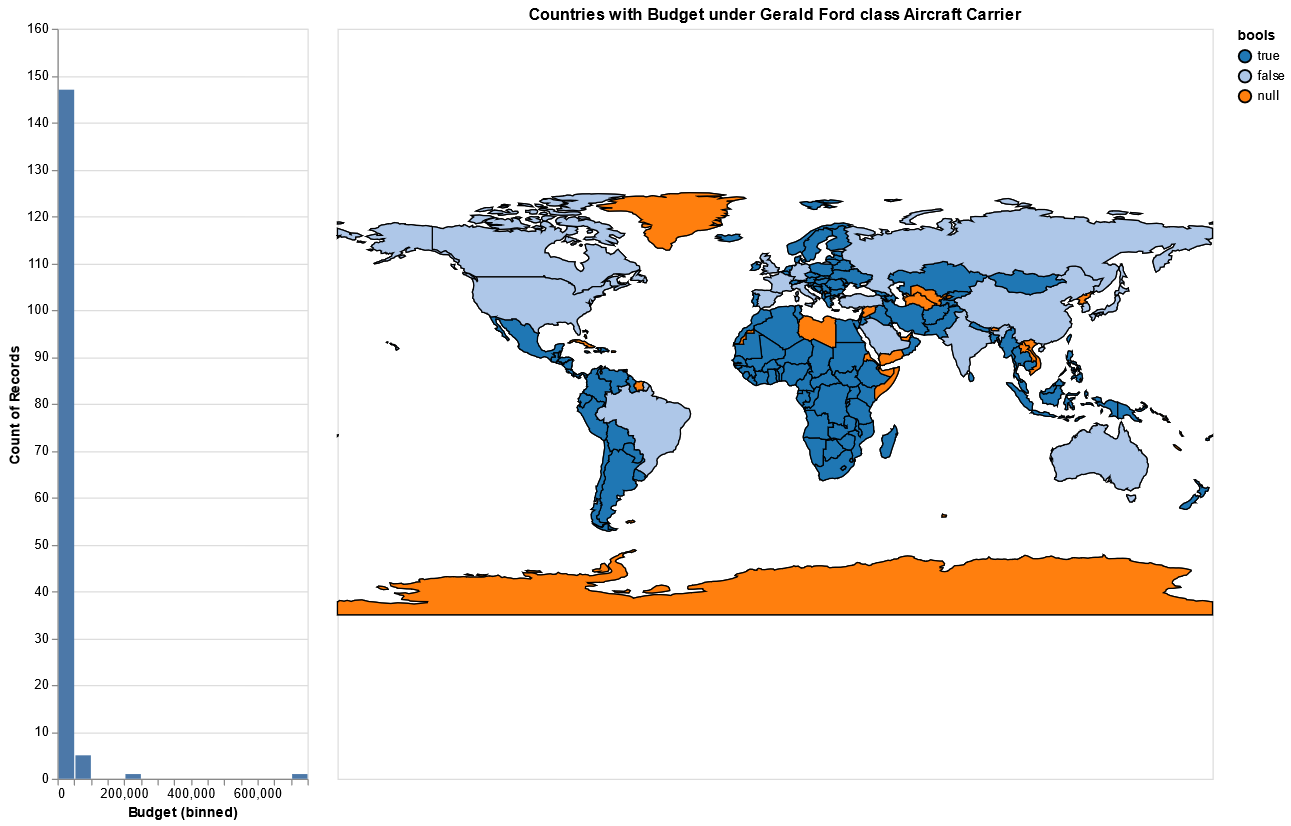 Countries with Budget under Gerald Ford class Aircraft Carrier
160
150
140
130
120
110
100
90
80
70
60
50
40
30
20
10
0
Count of Records
0 200,000 400,000 600,000
Budget (binned)
bools
true
false
null